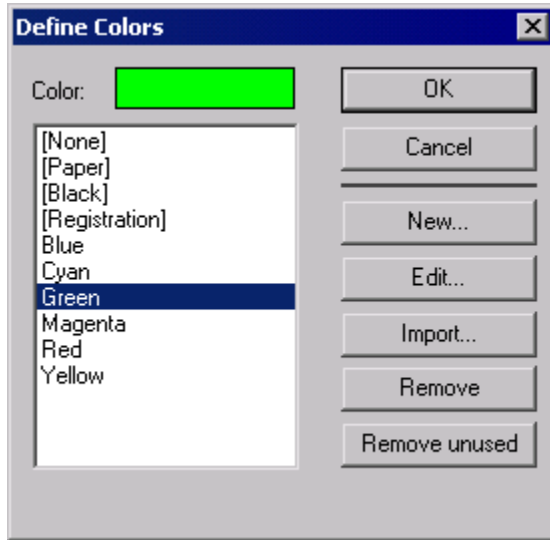 Define Colors
Color:
[None]
[Paper]
[Black]
[Registration]
Blue
Cyan
Green
Magenta
Red
Yellow
OK
Cancel
New...
Edit...
Import...
Remove
Remove unused